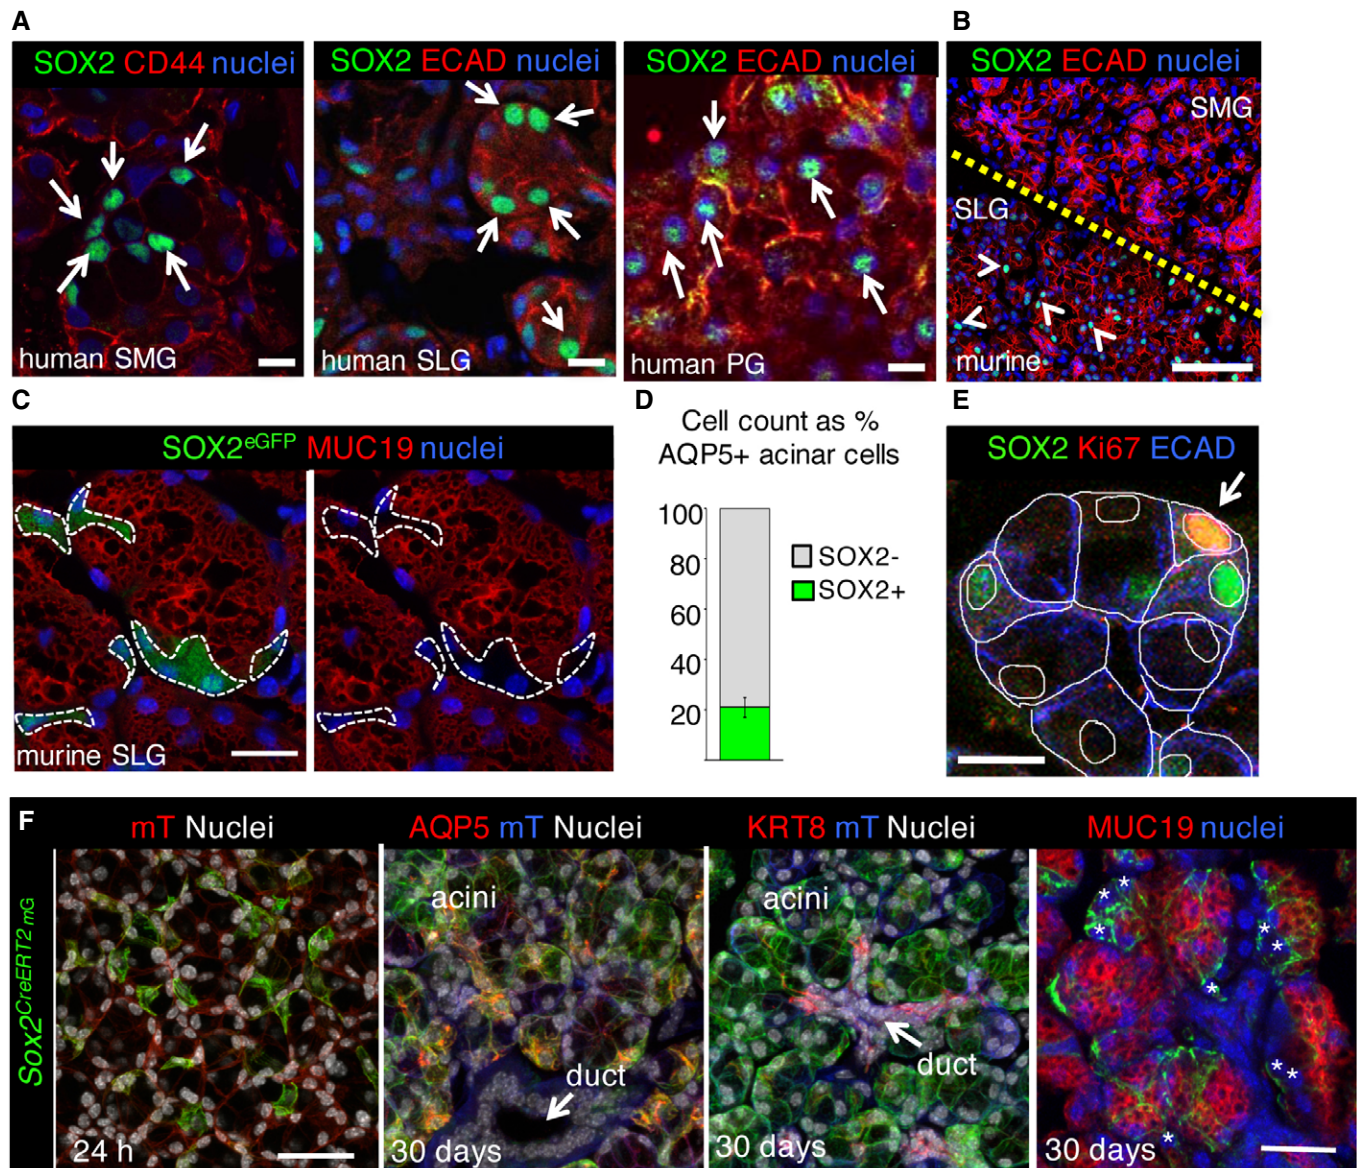 A
SOX2 CD44 nuclei
human SMG
SOX2 ECAD nuclei
human SLG
SOX2 ECAD nuclei
human PG
B
SOX2 ECAD nuclei
SMG
SLG
murine
C
SOX2eGFP MUC19 nuclei
murine SLG
D
Cell count as %
AQP5+ acinar cells
100
80
60
40
20
SOX2-
SOX2+
E
SOX2 Ki67 ECAD
F
Sox2CreERT2 mG
mT Nuclei
24 h
AQP5 mT Nuclei
acini
duct
30 days
KRT8 mT Nuclei
acini
duct
30 days
MUC19 nuclei
* *
*
*
* *
*
* *
*
30 days